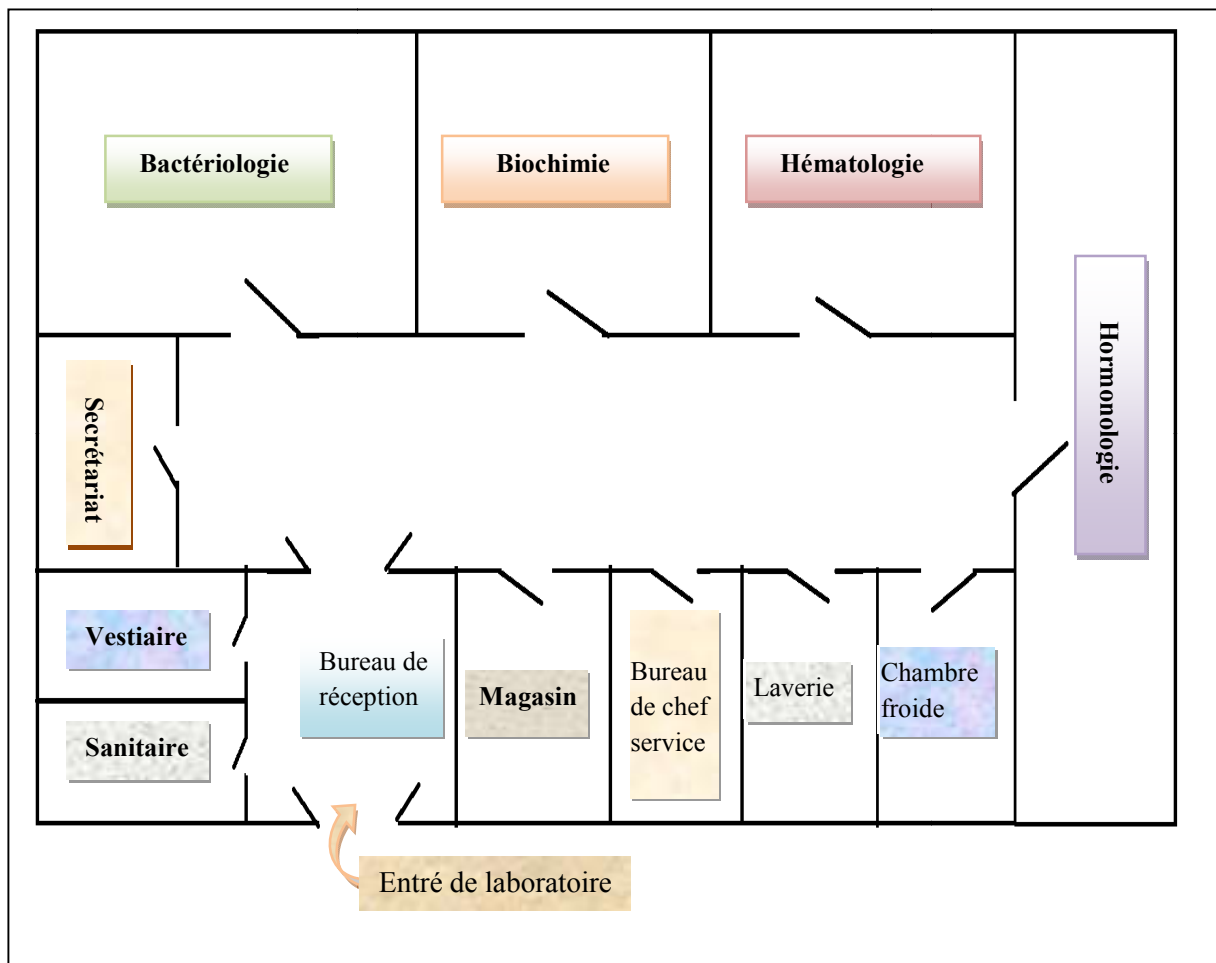 Bactériologie
Biochimie
Hématologie
Hormonologie
Secrétariat
Vestiaire
Sanitaire
Bureau de
réception
Magasin
Bureau
de chef
service
Laverie
Chambre
froide
Entré de laboratoire